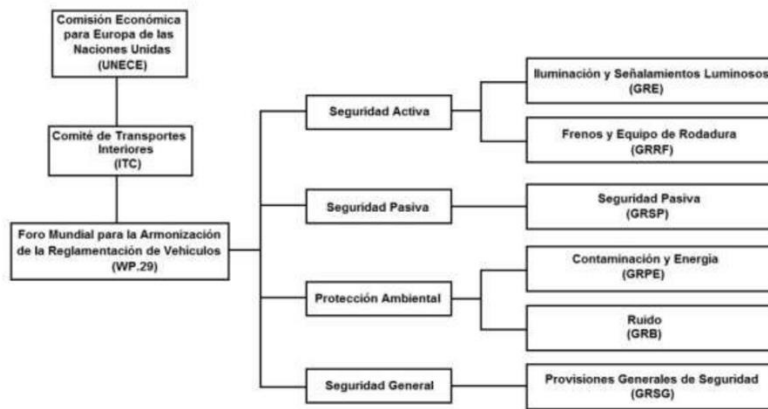 Comisión Económica
para Europa de las
Naciones Unidas
(UNECE)
Comité de Transportes
Interiores
(ITC)
Foro Mundial para la Armonización
de la Reglamentación de Vehículos
(WP.29)
Seguridad Activa
Seguridad Pasiva
Protección Ambiental
Seguridad General
Iluminación y Señalamientos Luminosos
(GRE)
Frenos y Equipo de Rodadura
(GRRF)
Seguridad Pasiva
(GRSP)
Contaminación y Energia
(GRPE)
Ruido
(GRB)
Provisiones Generales de Seguridad
(GRSG)